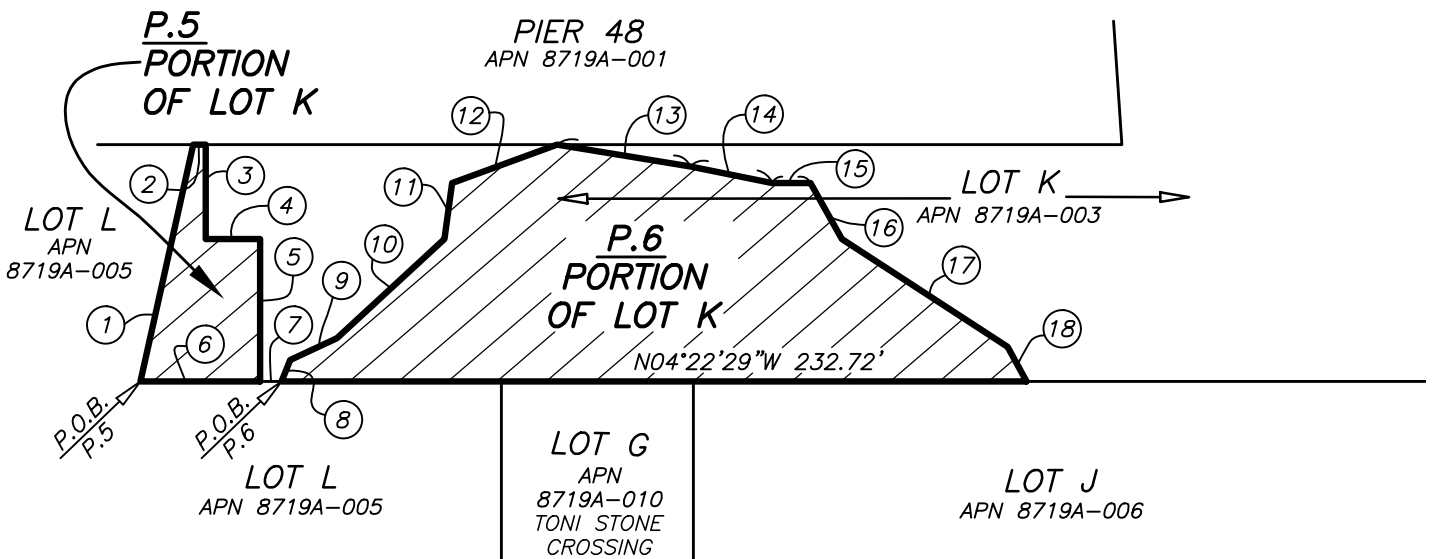 P.5
PORTION
OF LOT K
PIER 48
APN 8719A-001
12
13
14
2
3
11
15
LOT K
APN 8719A-003
LOT L
APN
8719A-005
4
16
10
P.6
PORTION
OF LOT K
5
9
17
1
6
7
18
N04°22'29"W 232.72'
8
P.O.B.
P.5
P.O.B.
P.6
LOT L
APN 8719A-005
LOT G
APN
8719A-010
TONI STONE
CROSSING
LOT J
APN 8719A-006